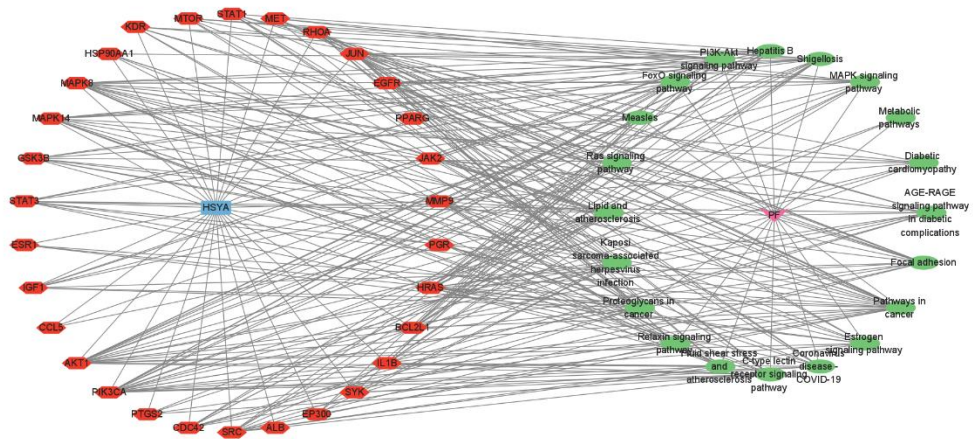 STAT1
MET
MTOR
KDR
RHOA
HSP90AA1
JUN
MAPK8
EGFR
MAPK14
PPARG
GSK3B
JAK2
STAT3
MMP9
HSYA
ESR1
PGR
IGF1
HRAS
CCL5
BCL2L1
AKT1
IL1B
PIK3CA
SYK
PTGS2
EP300
CDC42
ALB
SRC
Hepatitis B
PI3K-Akt
signaling pathway
Shigellosis
FoxO signaling
pathway
MAPK signaling
pathway
Measles
Metabolic
pathways
Ras signaling
pathway
Diabetic
cardiomyopathy
Lipid and
atherosclerosis
PF
AGE-RAGE
signaling pathway
in diabetic
complications
Kaposi
sarcoma-associated
herpesvirus
infection
Focal adhesion
Proteoglycans in
cancer
Pathways in
cancer
Relaxin signaling
pathway
Estrogen
signaling pathway
Fluid shear stress
and
atherosclerosis
C-type lectin
receptor signaling
pathway
Coronavirus
disease -
COVID-19